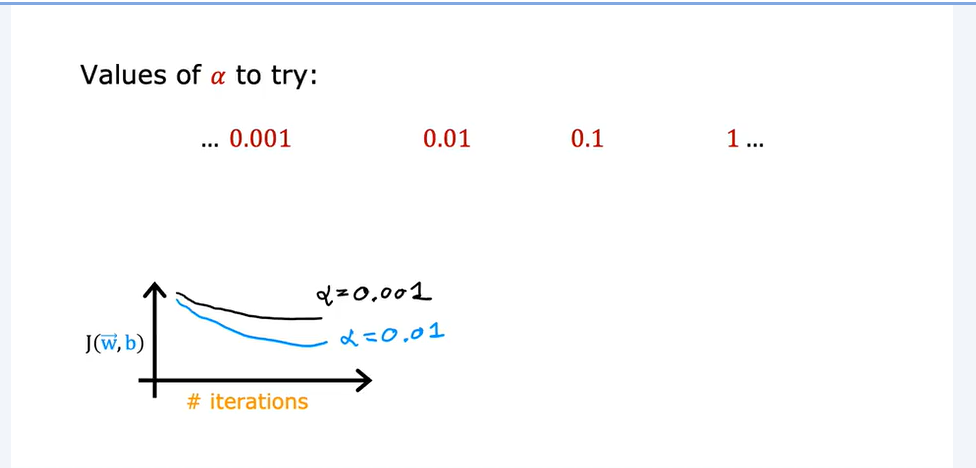 Values of α to try:
... 0.001 0.01 0.1 1 ...
α=0.001
α=0.01
J(w⃗, b)
# iterations